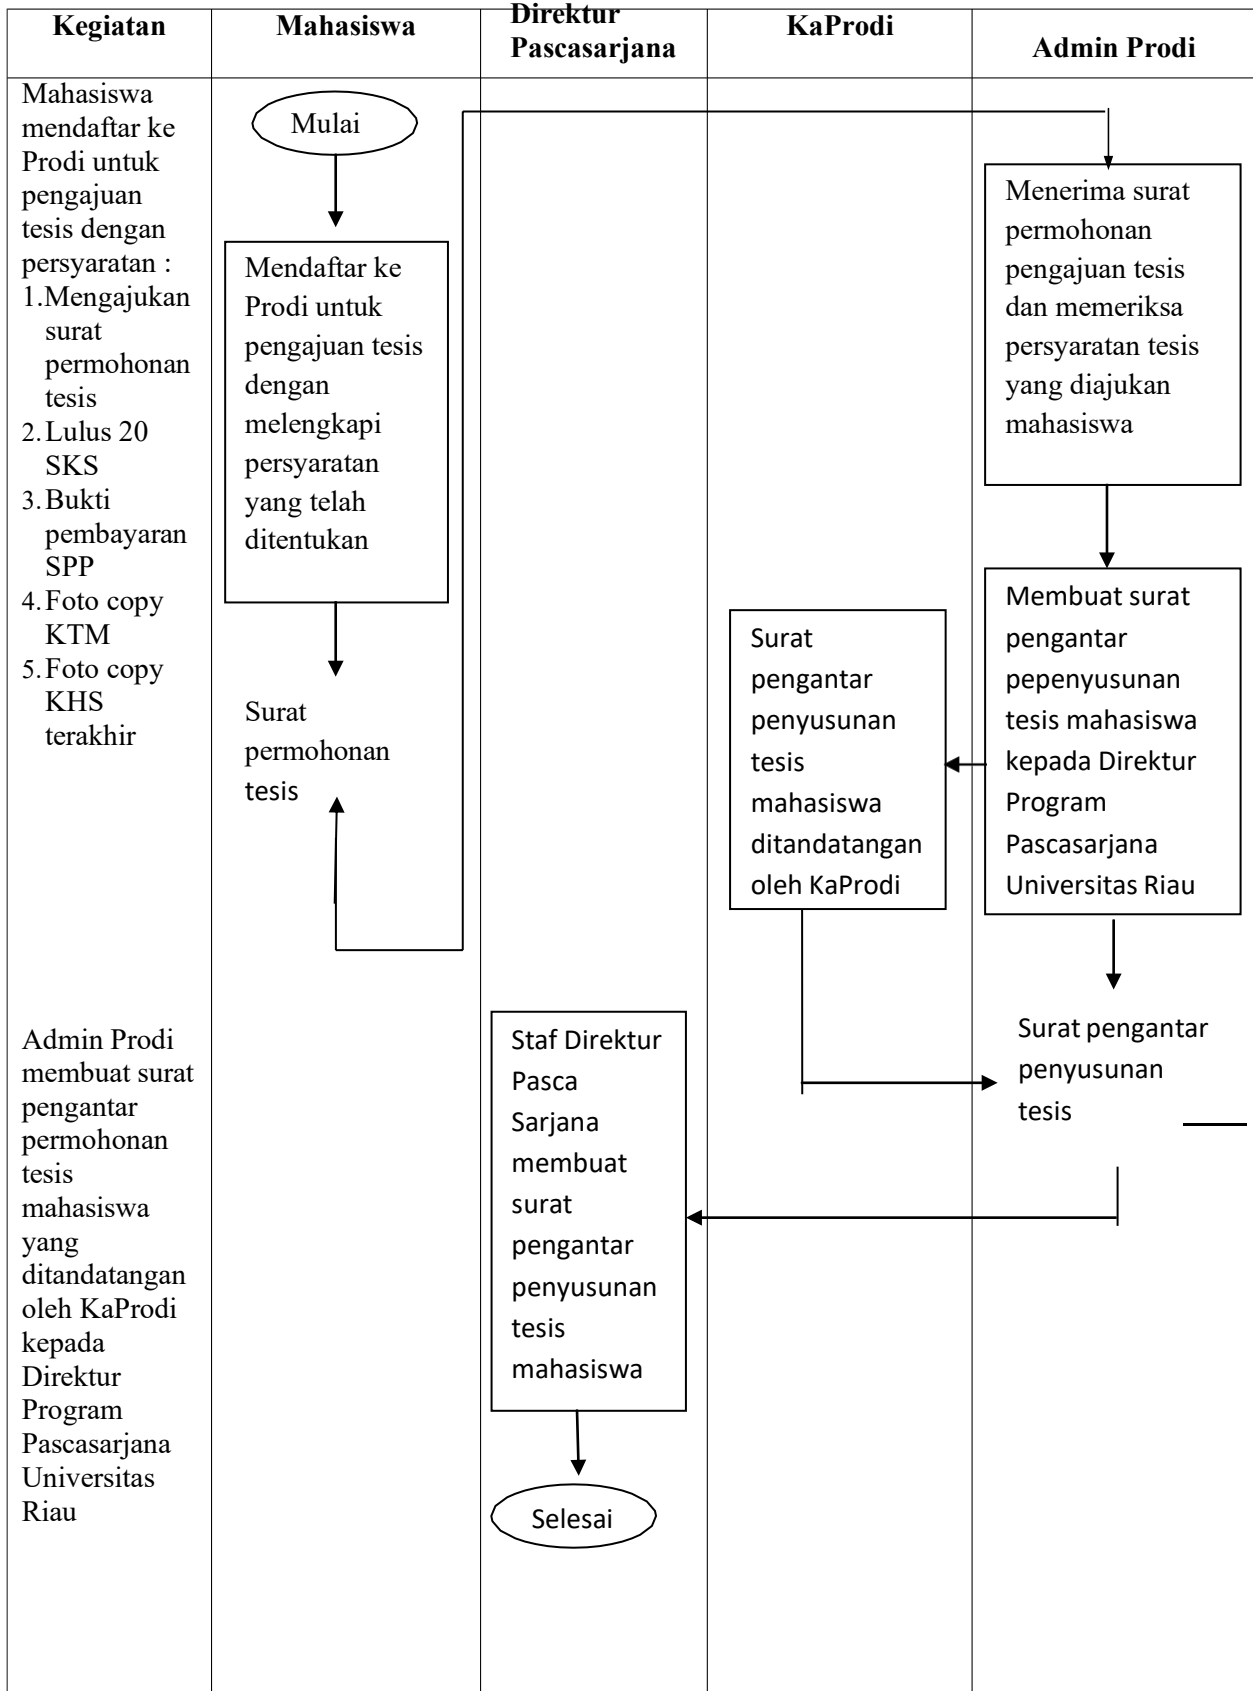 Kegiatan
Mahasiswa
Direktur
Pascasarjana
KaProdi
Admin Prodi
Mahasiswa
mendaftar ke
Prodi untuk
pengajuan
tesis dengan
persyaratan :
1.Mengajukan
surat
permohonan
tesis
2.Lulus 20
SKS
3.Bukti
pembayaran
SPP
4.Foto copy
KTM
5.Foto copy
KHS
terakhir
Admin Prodi
membuat surat
pengantar
permohonan
tesis
mahasiswa
yang
ditandatangan
oleh KaProdi
kepada
Direktur
Program
Pascasarjana
Universitas
Riau
Mulai
Mendaftar ke
Prodi untuk
pengajuan tesis
dengan
melengkapi
persyaratan
yang telah
ditentukan
Surat
permohonan
tesis
Staf Direktur
Pasca
Sarjana
membuat
surat
pengantar
penyusunan
tesis
mahasiswa
Selesai
Surat
pengantar
penyusunan
tesis
mahasiswa
ditandatangan
oleh KaProdi
Menerima surat
permohonan
pengajuan tesis
dan memeriksa
persyaratan tesis
yang diajukan
mahasiswa
Membuat surat
pengantar
pepenyusunan
tesis mahasiswa
kepada Direktur
Program
Pascasarjana
Universitas Riau
Surat pengantar
penyusunan
tesis